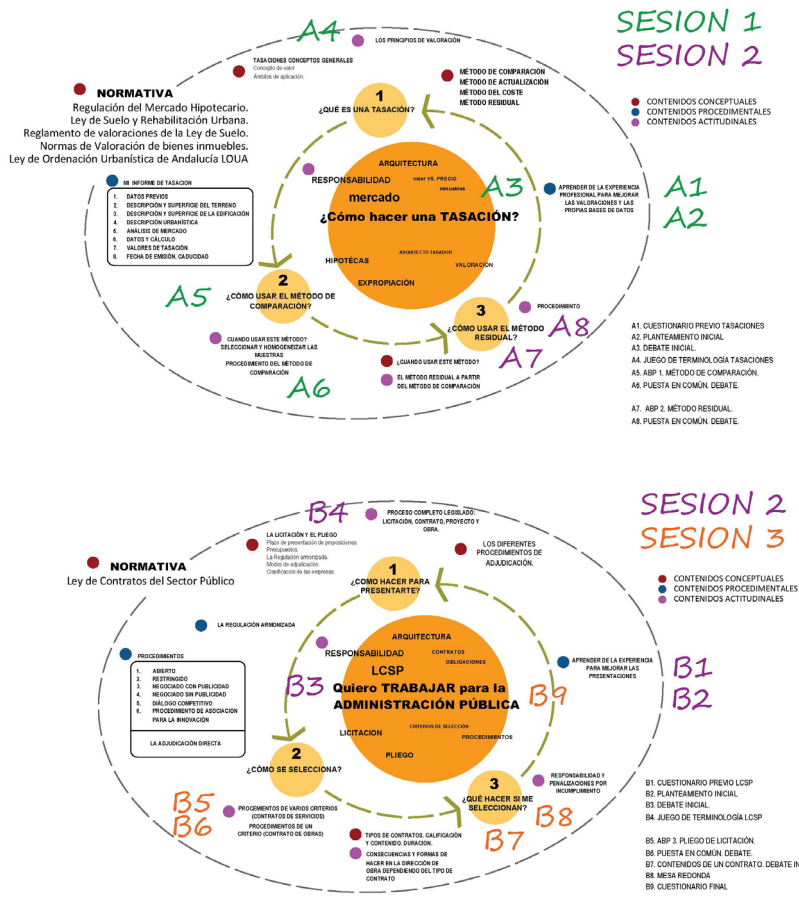 SESION 1
SESION 2
A4
LOS PRINCIPIOS DE VALORACIÓN
TASACIONES CONCEPTOS GENERALES
Concepto de valor
Ámbitos de aplicación.
NORMATIVA
Regulación del Mercado Hipotecario.
Ley de Suelo y Rehabilitación Urbana.
Reglamento de valoraciones de la Ley de Suelo.
Normas de Valoración de bienes inmuebles.
Ley de Ordenación Urbanística de Andalucía LOUA
MÉTODO DE COMPARACIÓN
MÉTODO DE ACTUALIZACIÓN
MÉTODO DEL COSTE
MÉTODO RESIDUAL
CONTENIDOS CONCEPTUALES
CONTENIDOS PROCEDIMENTALES
CONTENIDOS ACTITUDINALES
1
¿QUÉ ES UNA TASACIÓN?
ARQUITECTURA
RESPONSABILIDAD
valor VS. PRECIO
inmuebles
mercado
A3
¿Cómo hacer una TASACIÓN?
ARQUITECTO TASADOR
HIPOTÉCAS
VALORACIÓN
EXPROPIACIÓN
APRENDER DE LA EXPERIENCIA
PROFESIONAL PARA MEJORAR
LAS VALORACIONES Y LAS
PROPIAS BASES DE DATOS
A1
A2
MI INFORME DE TASACION
1. DATOS PREVIOS
2. DESCRIPCIÓN Y SUPERFICIE DEL TERRENO
3. DESCRIPCIÓN Y SUPERFICIE DE LA EDIFICACIÓN
4. DESCRIPCIÓN URBANÍSTICA
5. ANÁLISIS DE MERCADO
6. DATOS Y CÁLCULO
7. VALORES DE TASACIÓN
8. FECHA DE EMISIÓN, CADUCIDAD
2
¿CÓMO USAR EL MÉTODO DE
COMPARACIÓN?
A5
CUANDO USAR ESTE MÉTODO?
SELECCIONAR Y HOMOGENEIZAR LAS
MUESTRAS
PROCEDIMIENTO DEL MÉTODO DE
COMPARACIÓN
A6
3
¿CÓMO USAR EL MÉTODO
RESIDUAL?
PROCEDIMIENTO
A8
A7
¿CUANDO USAR ESTE MÉTODO?
EL MÉTODO RESIDUAL A PARTIR
DEL MÉTODO DE COMPARACIÓN
A1. CUESTIONARIO PREVIO TASACIONES
A2. PLANTEAMIENTO INICIAL
A3. DEBATE INICIAL.
A4. JUEGO DE TERMINOLOGÍA TASACIONES
A5. ABP 1. MÉTODO DE COMPARACIÓN.
A6. PUESTA EN COMÚN. DEBATE.
A7. ABP 2. MÉTODO RESIDUAL.
A8. PUESTA EN COMÚN. DEBATE.
SESION 2
SESION 3
B4
PROCESO COMPLETO LEGISLADO:
LICITACIÓN, CONTRATO, PROYECTO Y
OBRA.
LA LICITACIÓN Y EL PLIEGO
Plazo de presentación de proposiciones.
Presupuestos.
La Regulación armonizada.
Modos de adjudicación.
Clasificación de las empresas.
NORMATIVA
Ley de Contratos del Sector Público
LOS DIFERENTES
PROCEDIMIENTOS DE
ADJUDICACIÓN.
CONTENIDOS CONCEPTUALES
CONTENIDOS PROCEDIMENTALES
CONTENIDOS ACTITUDINALES
1
¿COMO HACER PARA
PRESENTARTE?
LA REGULACIÓN ARMONIZADA
ARQUITECTURA
RESPONSABILIDAD
CONTRATOS
OBLIGACIONES
LCSP
B3
Quiero TRABAJAR para la
ADMINISTRACIÓN PÚBLICA
B9
CRITERIOS DE SELECCIÓN
LICITACION
PROCEDIMIENTOS
PLIEGO
APRENDER DE LA EXPERIENCIA
PARA MEJORAR LAS
PRESENTACIONES
B1
B2
PROCEDIMIENTOS
1. ABIERTO
2. RESTRINGIDO
3. NEGOCIADO CON PUBLICIDAD
4. NEGOCIADO SIN PUBLICIDAD
5. DIÁLOGO COMPETITIVO
6. PROCEDIMIENTO DE ASOCIACION
PARA LA INNOVACIÓN
LA ADJUDICACIÓN DIRECTA
2
¿CÓMO SE SELECCIONA?
B5
B6
PROCEMENTOS DE VARIOS CRITERIOS
(CONTRATOS DE SERVICIOS)
PROCEDIMIENTOS DE UN
CRITERIO (CONTRATO DE OBRAS)
3
¿QUÉ HACER SI ME
SELECCIONAN?
RESPONSABILIDAD Y
PENALIZACIONES POR
INCUMPLIMIENTO
B8
B7
TIPOS DE CONTRATOS. CALIFICACIÓN
Y CONTENIDO. DURACION.
CONSECUENCIAS Y FORMAS DE
HACER EN LA DIRECCIÓN DE
OBRA DEPENDIENDO DEL TIPO DE
CONTRATO
B1. CUESTIONARIO PREVIO LCSP
B2. PLANTEAMIENTO INICIAL
B3. DEBATE INICIAL.
B4. JUEGO DE TERMINOLOGÍA LCSP
B5. ABP 3. PLIEGO DE LICITACIÓN.
B6. PUESTA EN COMÚN. DEBATE.
B7. CONTENIDOS DE UN CONTRATO. DEBATE IN
B8. MESA REDONDA
B9. CUESTIONARIO FINAL